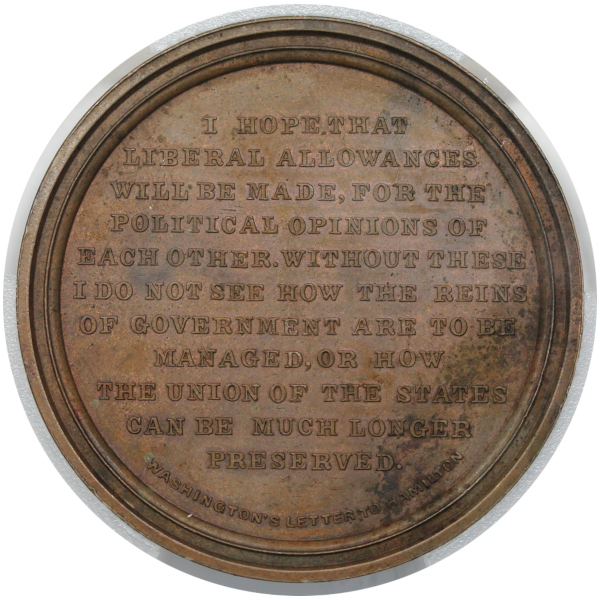 I HOPE THAT
LIBERAL ALLOWANCES
WILL BE MADE, FOR THE
POLITICAL OPINIONS OF
EACH OTHER. WITHOUT THESE
I DO NOT SEE HOW THE REINS
OF GOVERNMENT ARE TO BE
MANAGED, OR HOW
THE UNION OF THE STATES
CAN BE MUCH LONGER
PRESERVED.
WASHINGTON'S LETTER TO HAMILTON